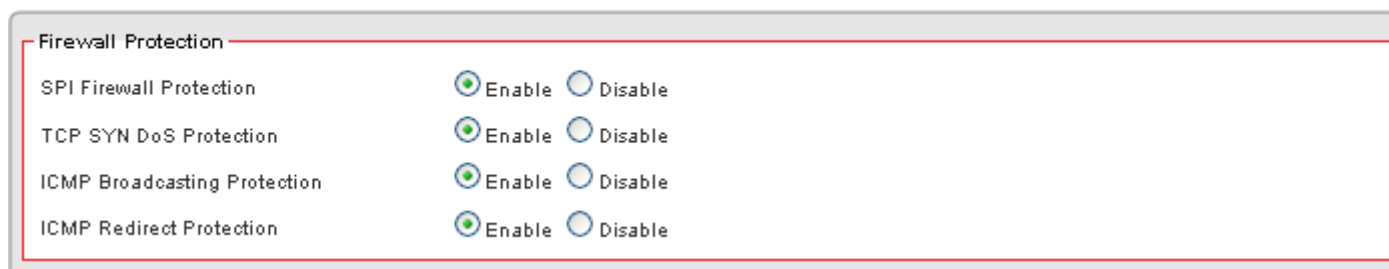 Firewall Protection
SPI Firewall Protection Enable Disable
TCP SYN DoS Protection Enable Disable
ICMP Broadcasting Protection Enable Disable
ICMP Redirect Protection Enable Disable